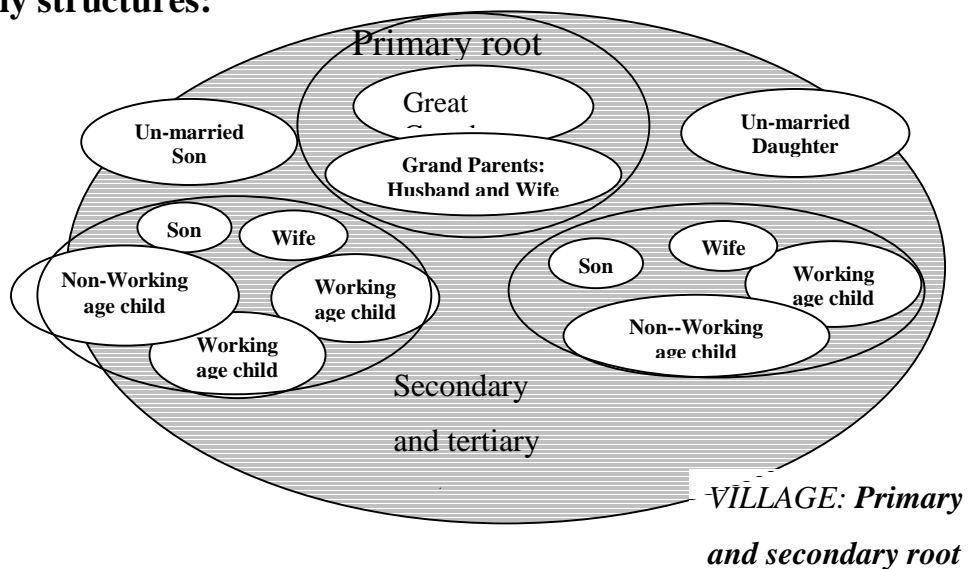 ly structures:
Primary root
Great
Grand Parents:
Husband and Wife
Un-married
Son
Un-married
Daughter
Son
Wife
Non-Working
age child
Working
age child
Working
age child
Son
Wife
Working
age child
Non--Working
age child
Secondary
and tertiary
VILLAGE: Primary
and secondary root